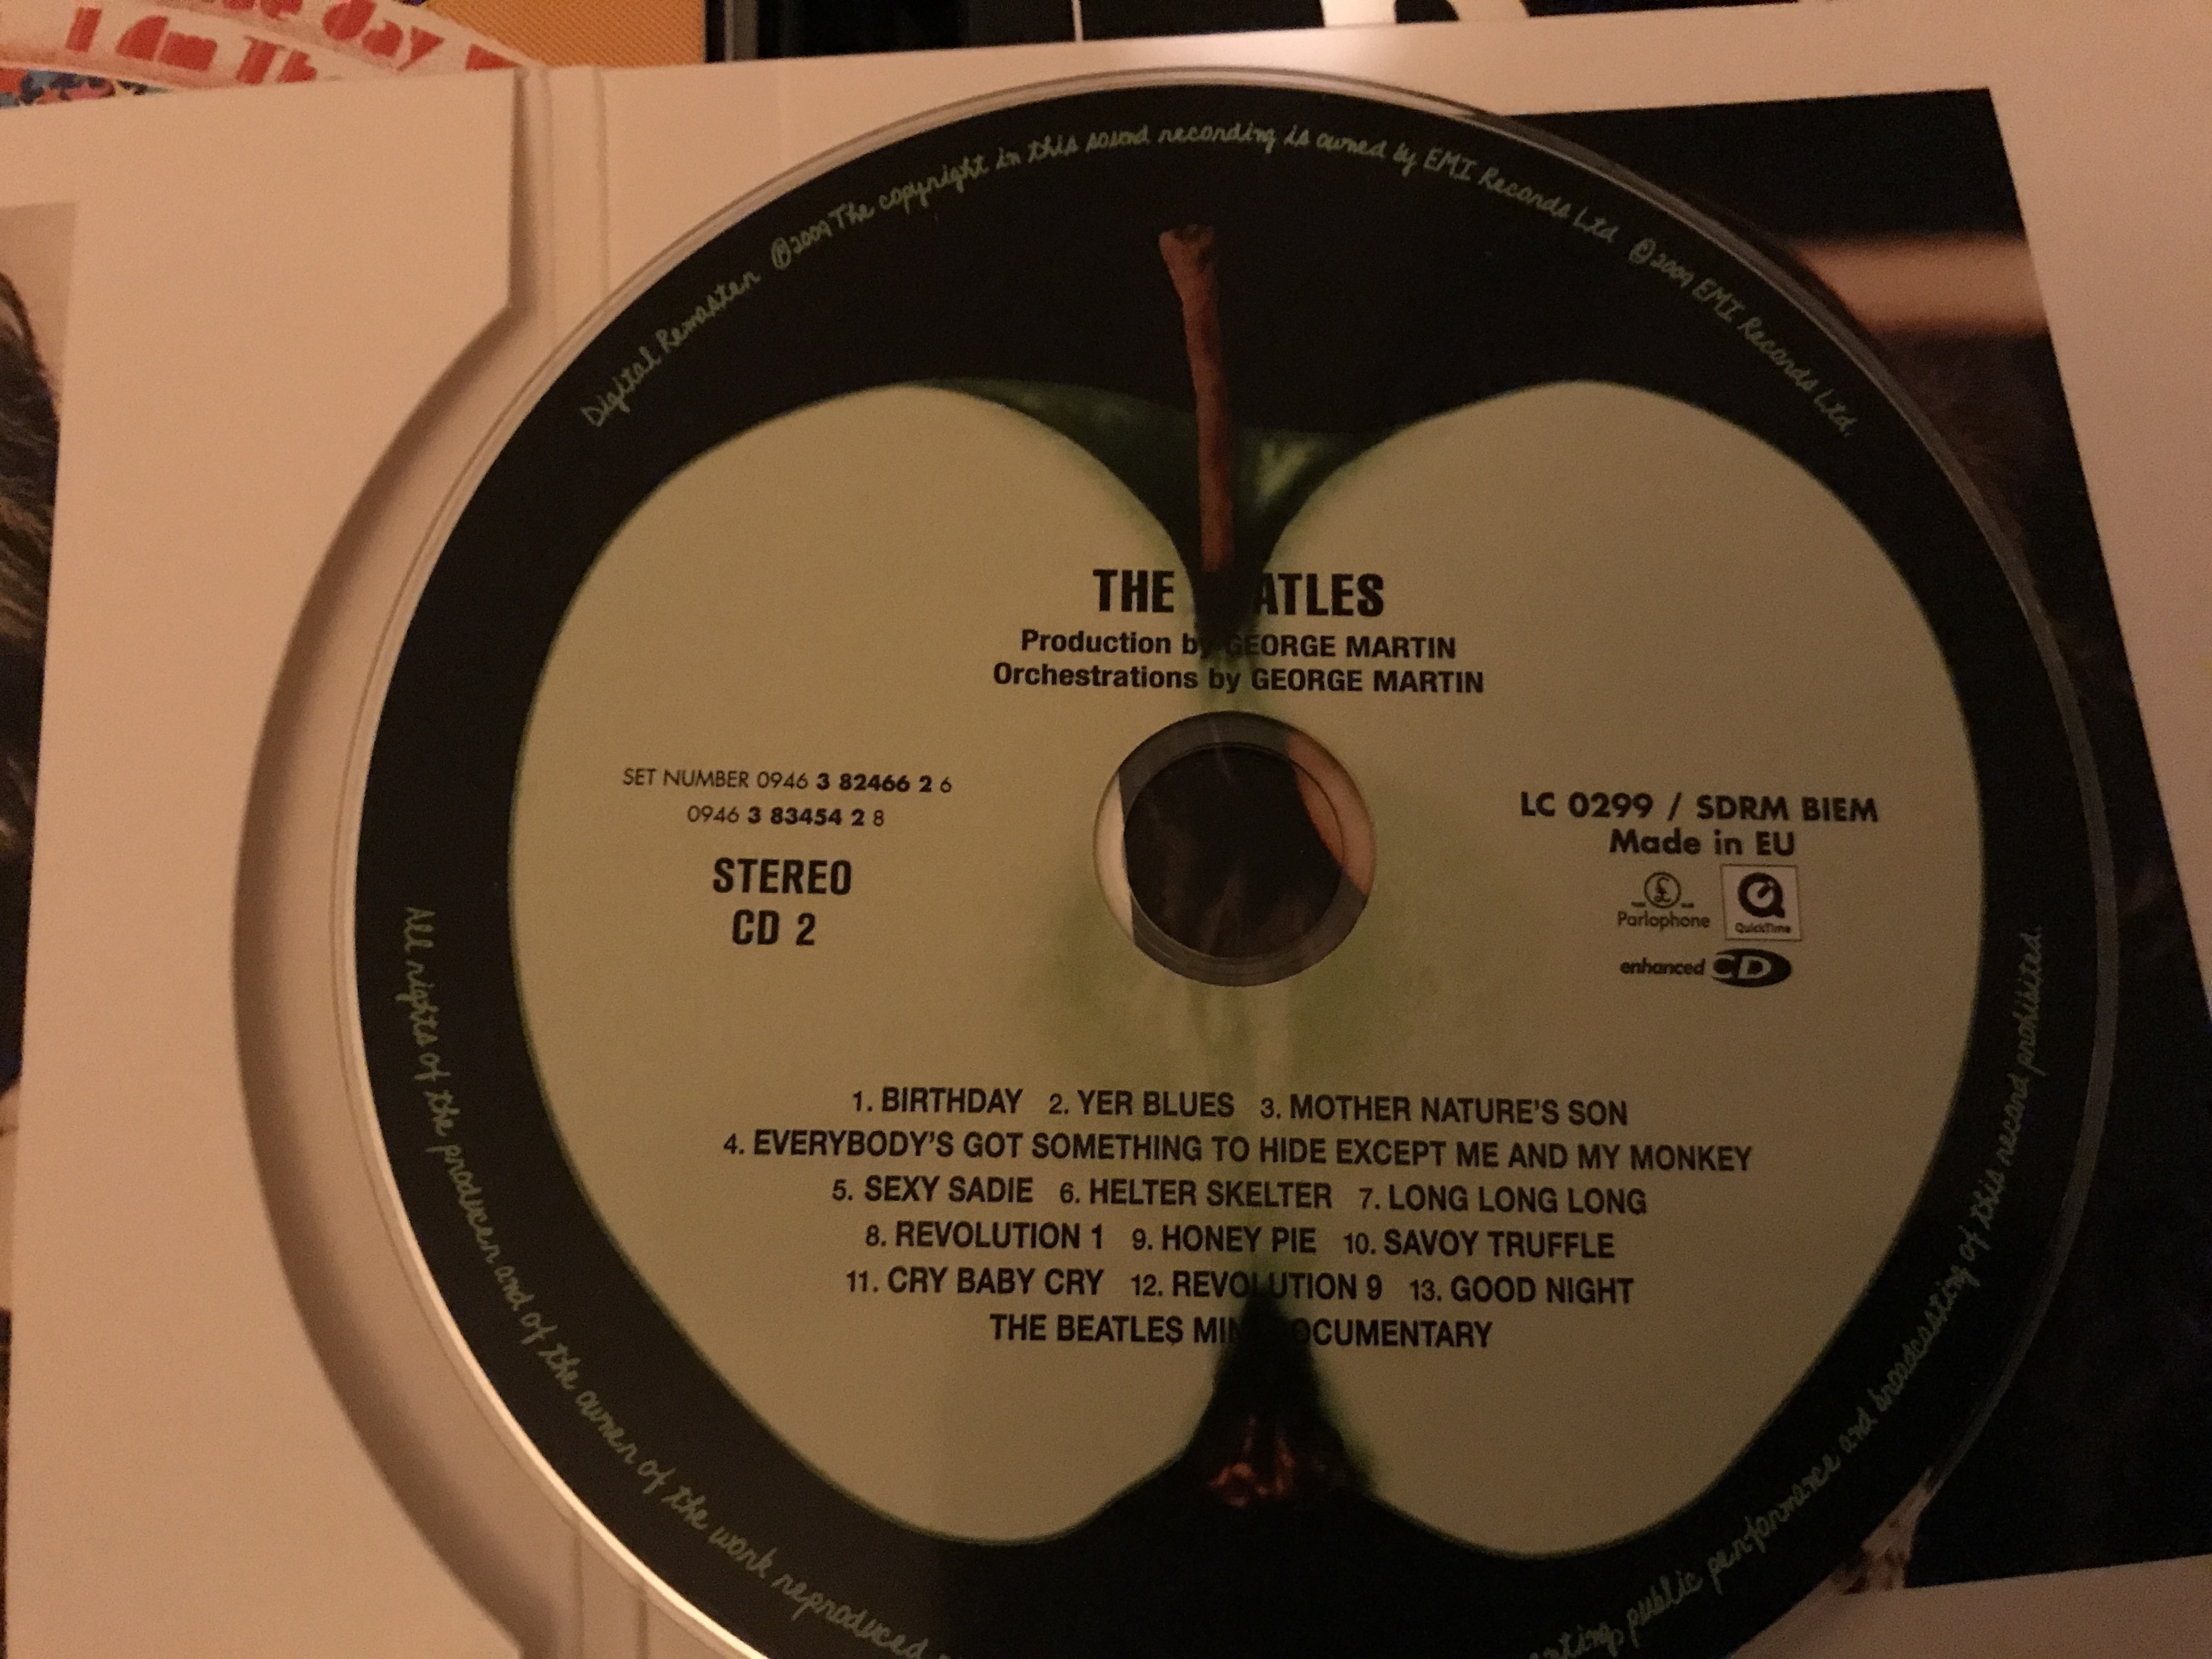 day
I Am The
Digital Remaster ℗2009 The copyright in this sound recording is owned by EMI Records Ltd ©2009 EMI Records Ltd.
THE ATLES
Production by GEORGE MARTIN
Orchestrations by GEORGE MARTIN
SET NUMBER 0946 3 82466 2 6
0946 3 83454 2 8
STEREO
CD 2
LC 0299 / SDRM BIEM
Made in EU
£
Parlophone
QuickTime
enhanced CD
1. BIRTHDAY 2. YER BLUES 3. MOTHER NATURE'S SON
4. EVERYBODY'S GOT SOMETHING TO HIDE EXCEPT ME AND MY MONKEY
5. SEXY SADIE 6. HELTER SKELTER 7. LONG LONG LONG
8. REVOLUTION 1 9. HONEY PIE 10. SAVOY TRUFFLE
11. CRY BABY CRY 12. REVOLUTION 9 13. GOOD NIGHT
THE BEATLES MIN OCUMENTARY
All rights of the producer and of the owner of the work reproduced
public performance and broadcasting of this record prohibited.